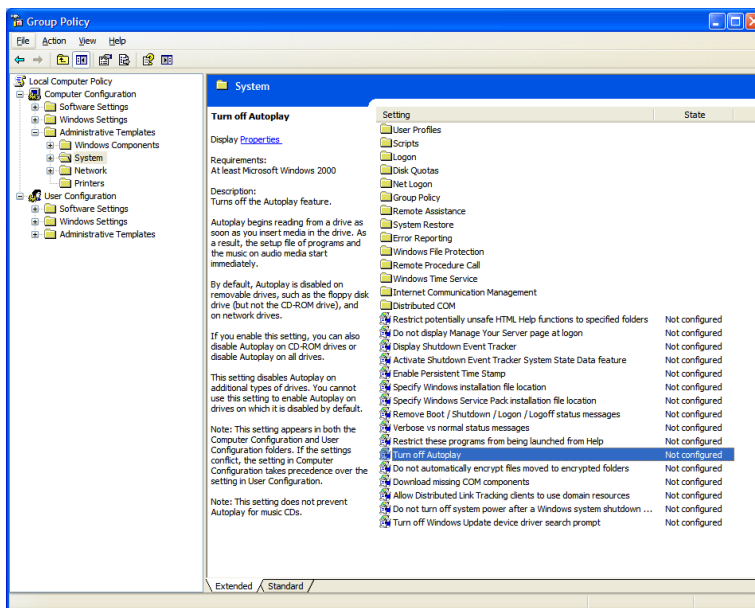 Group Policy
File Action View Help
Local Computer Policy
Computer Configuration
Software Settings
Windows Settings
Administrative Templates
Windows Components
System
Network
Printers
User Configuration
Software Settings
Windows Settings
Administrative Templates
System
Turn off Autoplay
Display Properties
Requirements:
At least Microsoft Windows 2000
Description:
Turns off the Autoplay feature.
Autoplay begins reading from a drive as
soon as you insert media in the drive. As
a result, the setup file of programs and
the music on audio media start
immediately.
By default, Autoplay is disabled on
removable drives, such as the floppy disk
drive (but not the CD-ROM drive), and
on network drives.
If you enable this setting, you can also
disable Autoplay on CD-ROM drives or
disable Autoplay on all drives.
This setting disables Autoplay on
additional types of drives. You cannot
use this setting to enable Autoplay on
drives on which it is disabled by default.
Note: This setting appears in both the
Computer Configuration and User
Configuration folders. If the settings
conflict, the setting in Computer
Configuration takes precedence over the
setting in User Configuration.
Note: This setting does not prevent
Autoplay for music CDs.
Setting State
User Profiles
Scripts
Logon
Disk Quotas
Net Logon
Group Policy
Remote Assistance
System Restore
Error Reporting
Windows File Protection
Remote Procedure Call
Windows Time Service
Internet Communication Management
Distributed COM
Restrict potentially unsafe HTML Help functions to specified folders Not configured
Do not display Manage Your Server page at logon Not configured
Display Shutdown Event Tracker Not configured
Activate Shutdown Event Tracker System State Data feature Not configured
Enable Persistent Time Stamp Not configured
Specify Windows installation file location Not configured
Specify Windows Service Pack installation file location Not configured
Remove Boot / Shutdown / Logon / Logoff status messages Not configured
Verbose vs normal status messages Not configured
Restrict these programs from being launched from Help Not configured
Turn off Autoplay Not configured
Do not automatically encrypt files moved to encrypted folders Not configured
Download missing COM components Not configured
Allow Distributed Link Tracking clients to use domain resources Not configured
Do not turn off system power after a Windows system shutdown ... Not configured
Turn off Windows Update device driver search prompt Not configured
Extended Standard